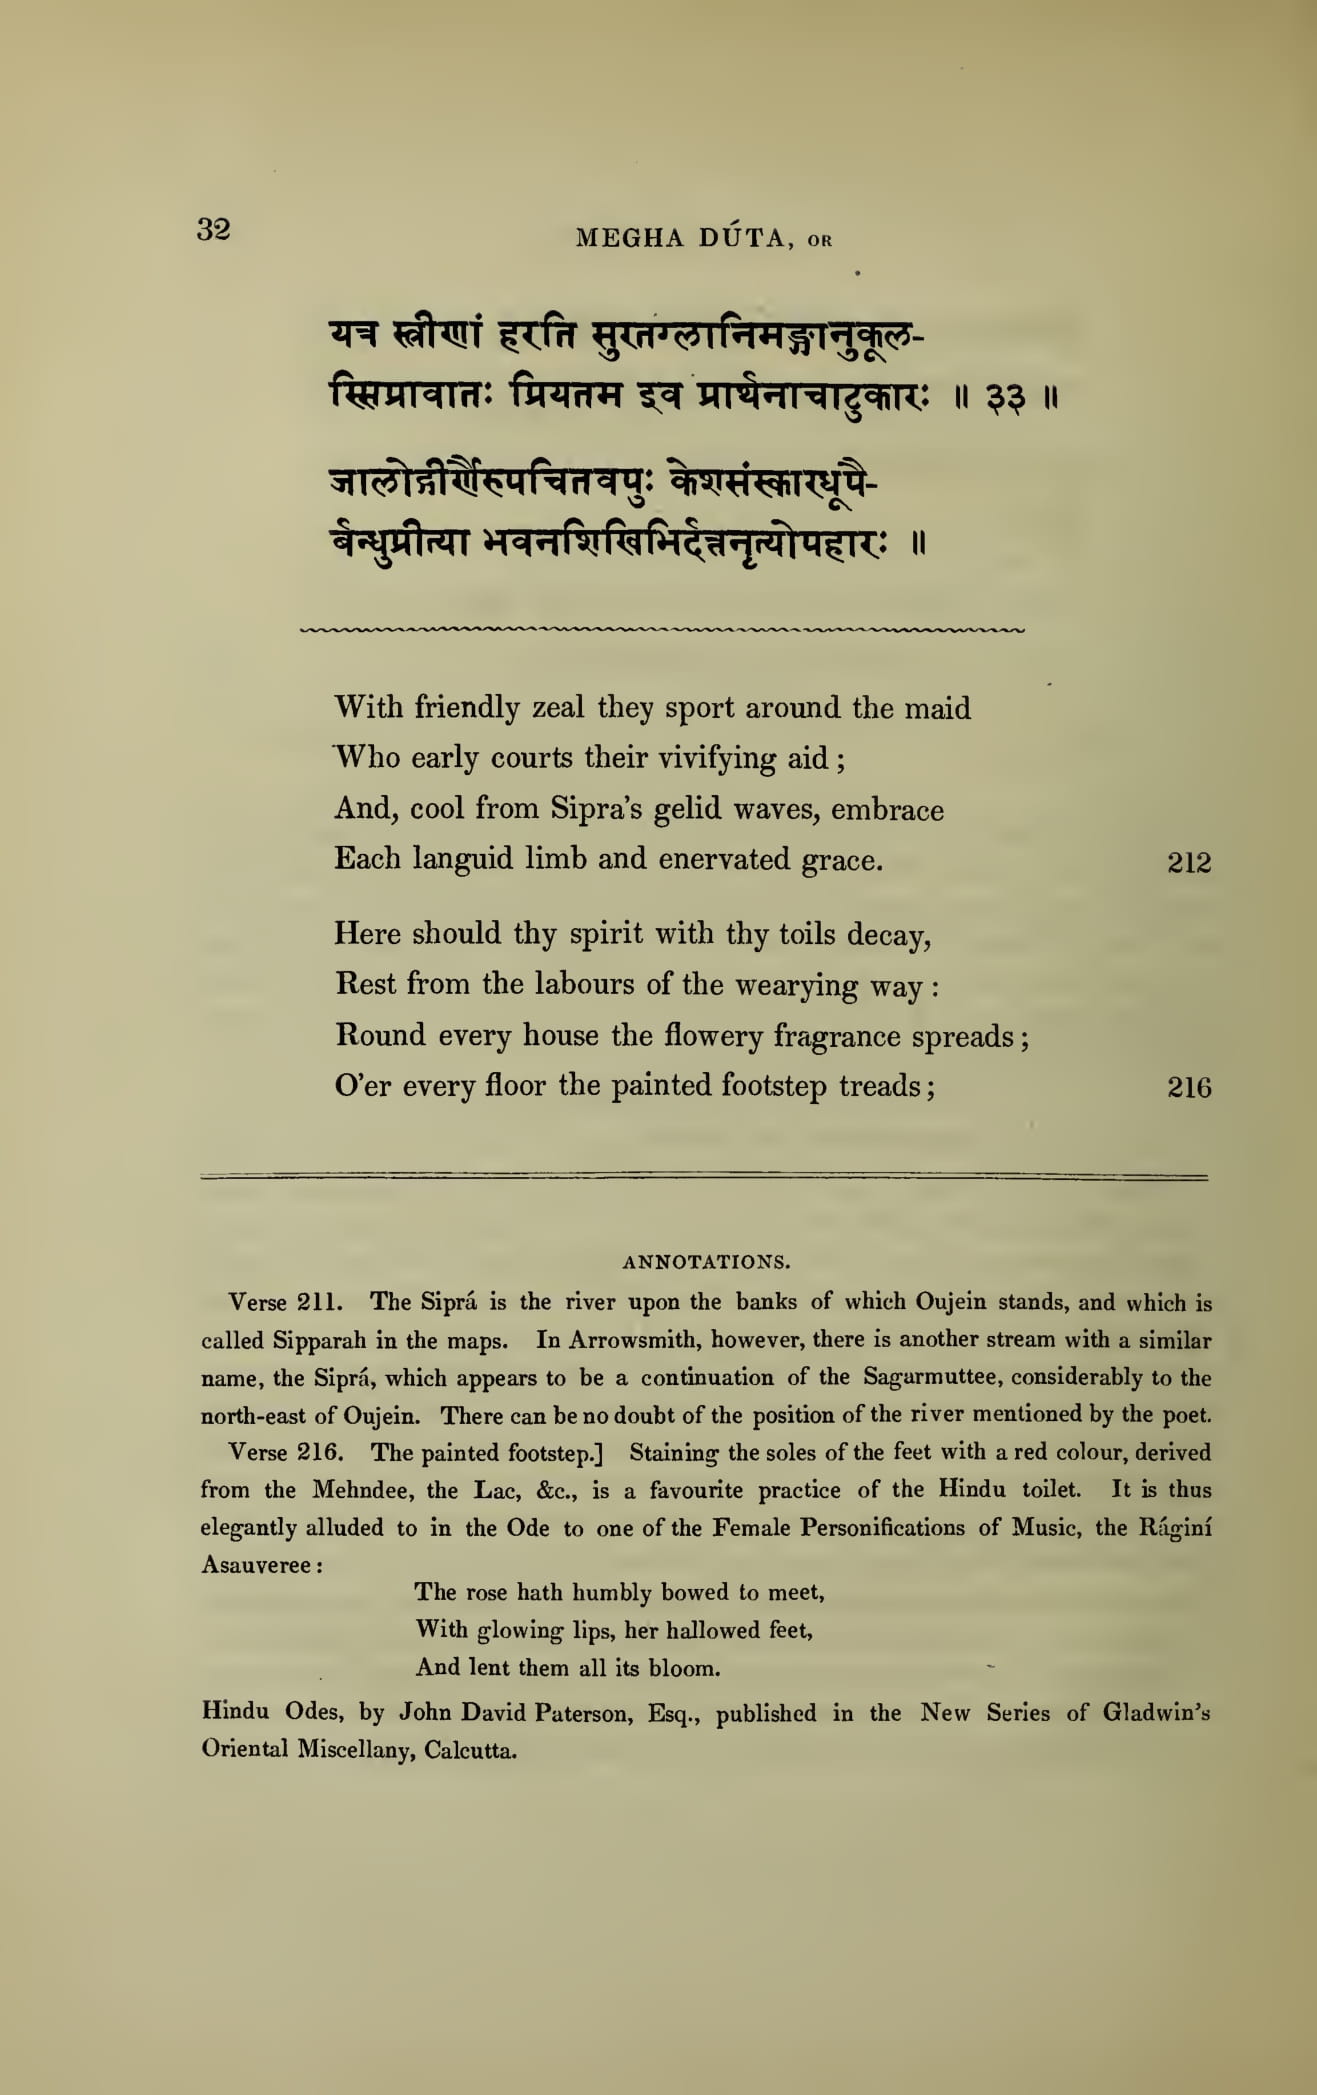 32
MEGHA DÚTA, OR
यत्र स्त्रीणां हरति सुरतग्लानिमङ्गानुकूल-
स्सिप्रावातः प्रियतम इव प्रार्थनाचाटुकारः ॥ ३३ ॥
जालोद्गीर्णैरुपचितवपुः केशसंस्कारधूपै-
र्बन्धुप्रीत्या भवनशिखिभिर्दत्तनृत्योपहारः ॥
With friendly zeal they sport around the maid
Who early courts their vivifying aid ;
And, cool from Sipra's gelid waves, embrace
Each languid limb and enervated grace. 212
Here should thy spirit with thy toils decay,
Rest from the labours of the wearying way :
Round every house the flowery fragrance spreads ;
O'er every floor the painted footstep treads ; 216
ANNOTATIONS.
Verse 211. The Siprá is the river upon the banks of which Oujein stands, and which is
called Sipparah in the maps. In Arrowsmith, however, there is another stream with a similar
name, the Siprá, which appears to be a continuation of the Sagarmuttee, considerably to the
north-east of Oujein. There can be no doubt of the position of the river mentioned by the poet.
Verse 216. The painted footstep.] Staining the soles of the feet with a red colour, derived
from the Mehndee, the Lac, &c., is a favourite practice of the Hindu toilet. It is thus
elegantly alluded to in the Ode to one of the Female Personifications of Music, the Ráginí
Asauveree :
The rose hath humbly bowed to meet,
With glowing lips, her hallowed feet,
And lent them all its bloom.
Hindu Odes, by John David Paterson, Esq., published in the New Series of Gladwin's
Oriental Miscellany, Calcutta.